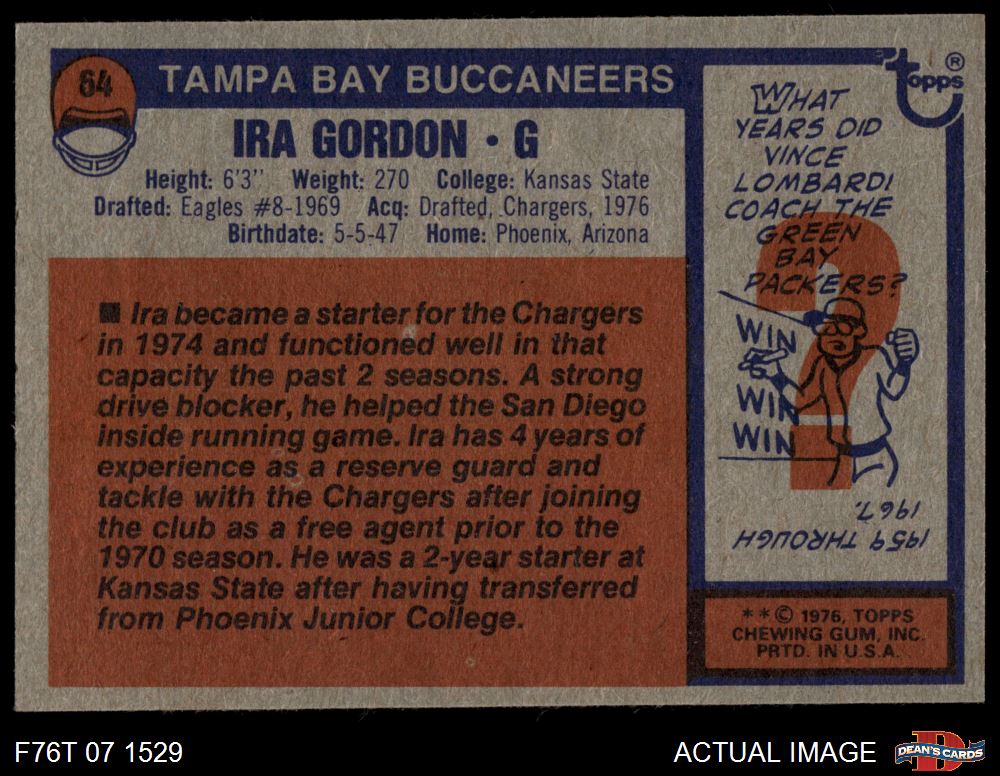 64
TAMPA BAY BUCCANEERS
IRA GORDON • G
Height: 6'3" Weight: 270 College: Kansas State
Drafted: Eagles #8-1969 Acq: Drafted, Chargers, 1976
Birthdate: 5-5-47 Home: Phoenix, Arizona
■ Ira became a starter for the Chargers
in 1974 and functioned well in that
capacity the past 2 seasons. A strong
drive blocker, he helped the San Diego
inside running game. Ira has 4 years of
experience as a reserve guard and
tackle with the Chargers after joining
the club as a free agent prior to the
1970 season. He was a 2-year starter at
Kansas State after having transferred
from Phoenix Junior College.
Topps®
WHAT
YEARS DID
VINCE
LOMBARDI
COACH THE
GREEN
BAY
PACKERS?
?
WIN
WIN
WIN
1959 THROUGH
1967.
**© 1976, TOPPS
CHEWING GUM, INC.
PRTD. IN U.S.A.
F76T 07 1529
ACTUAL IMAGE
DEAN'S CARDS